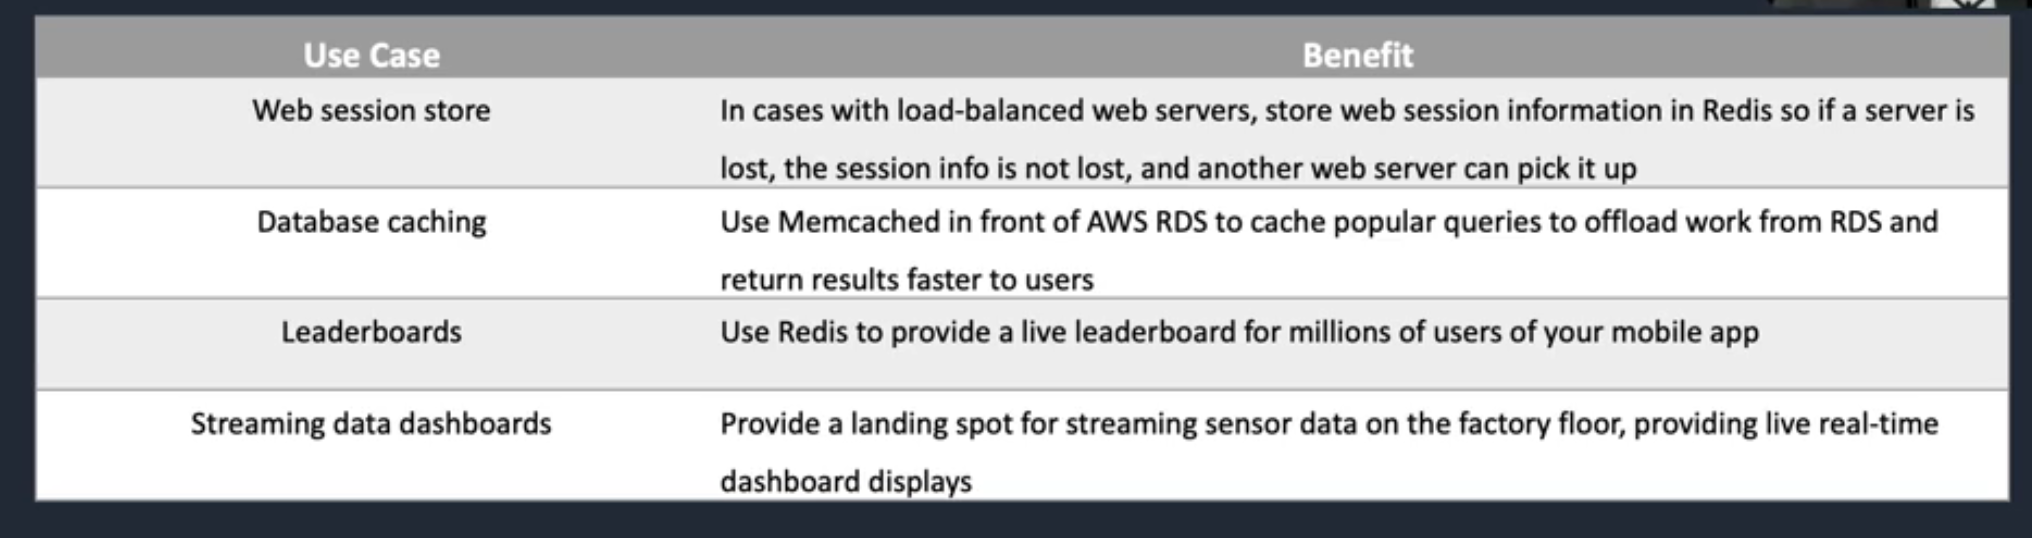 Use Case
Benefit
Web session store
In cases with load-balanced web servers, store web session information in Redis so if a server is
lost, the session info is not lost, and another web server can pick it up
Database caching
Use Memcached in front of AWS RDS to cache popular queries to offload work from RDS and
return results faster to users
Leaderboards
Use Redis to provide a live leaderboard for millions of users of your mobile app
Streaming data dashboards
Provide a landing spot for streaming sensor data on the factory floor, providing live real-time
dashboard displays